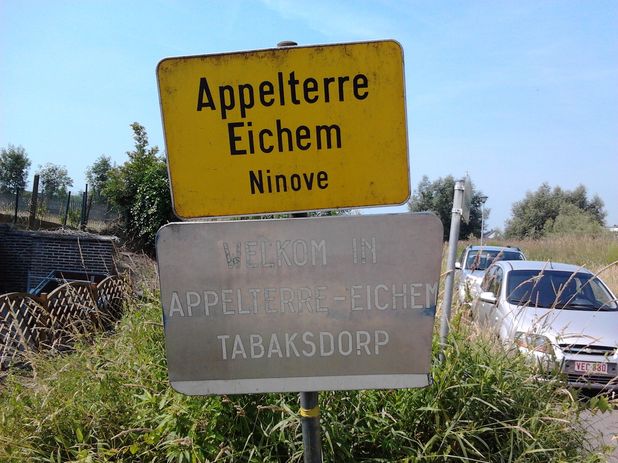 Appelterre
Eichem
Ninove
WELKOM IN
APPELTERRE-EICHEM
TABAKSDORP